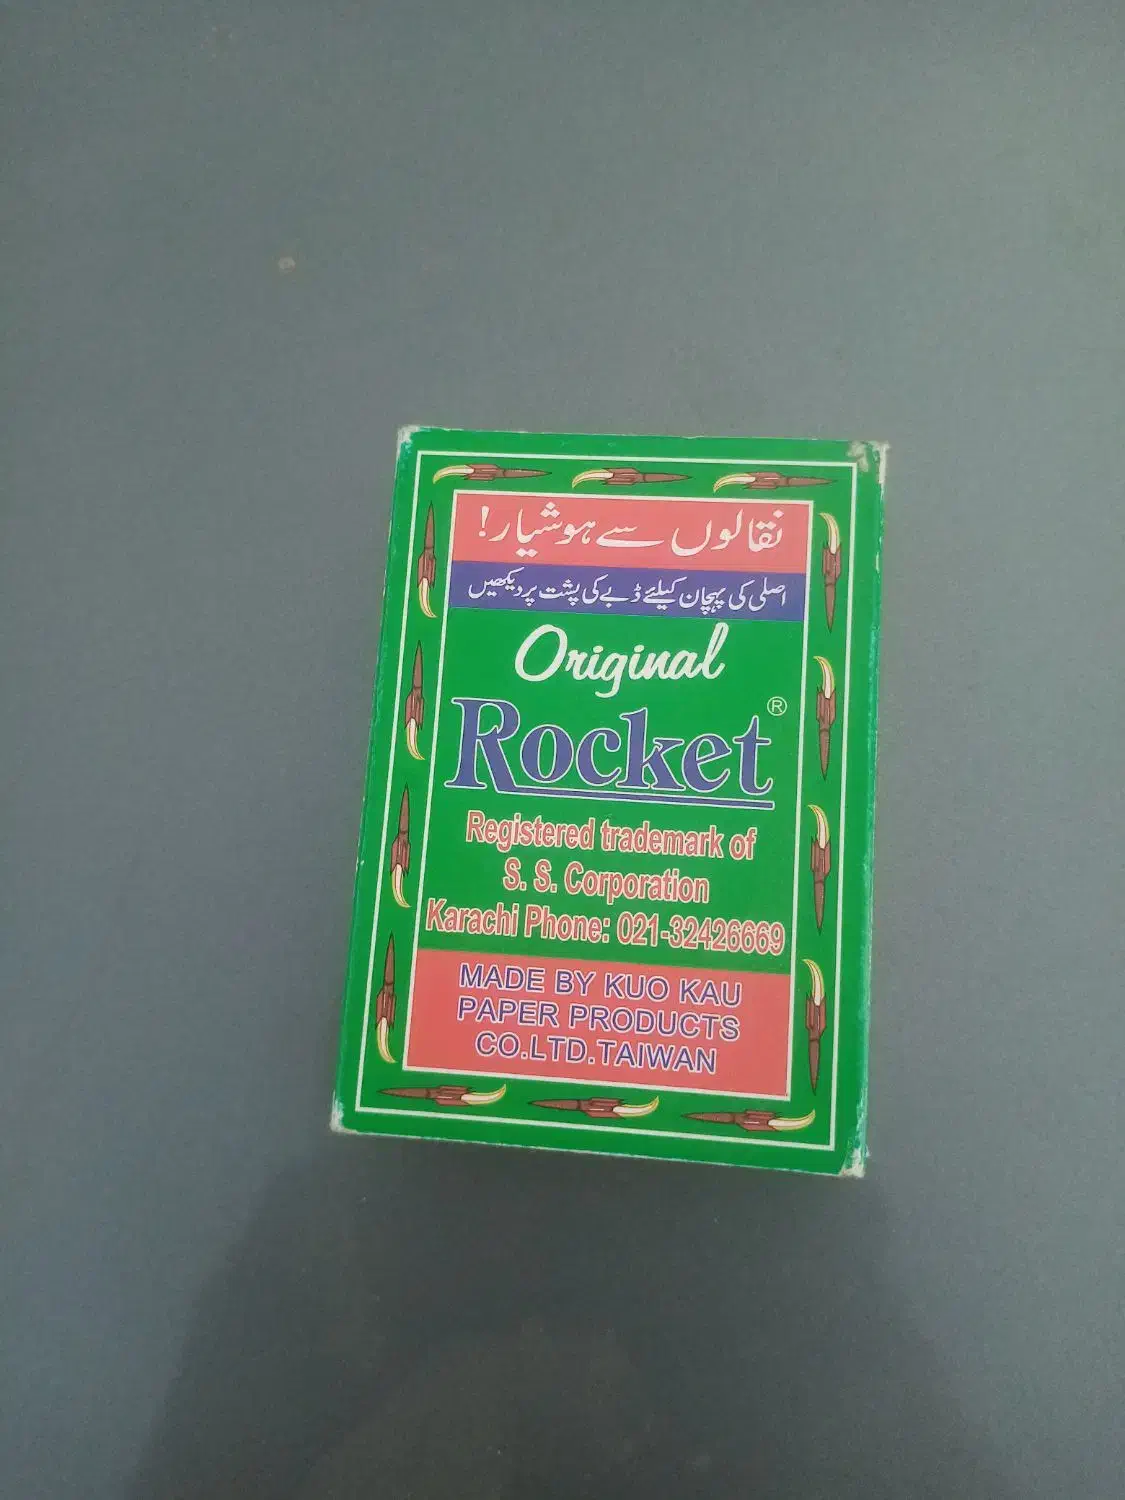 نقالوں سے ہوشیار!
اصلی کی پہچان کیلئے ڈبے کی پشت پر دیکھیں
Original
Rocket®
Registered trademark of
S. S. Corporation
Karachi Phone: 021-32426669
MADE BY KUO KAU
PAPER PRODUCTS
CO.LTD.TAIWAN